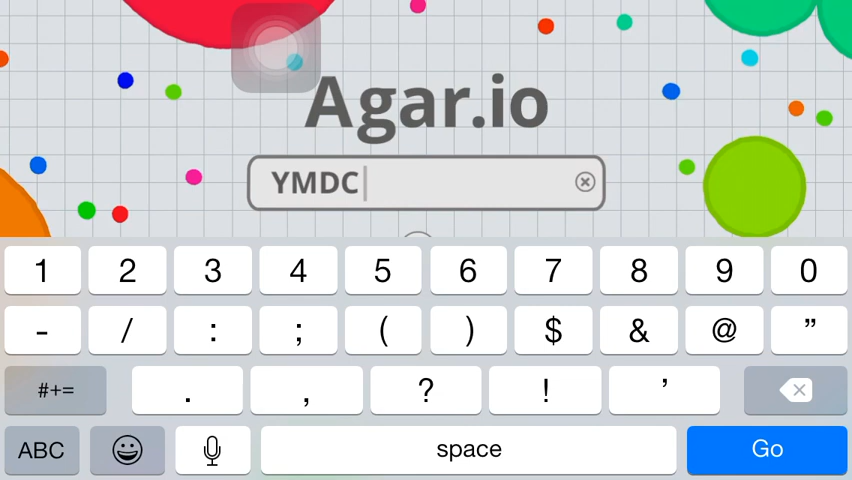 Agar.io
YMDC
1 2 3 4 5 6 7 8 9 0
- / : ; ( ) $ & @ ”
#+= . , ? ! ’
ABC space Go